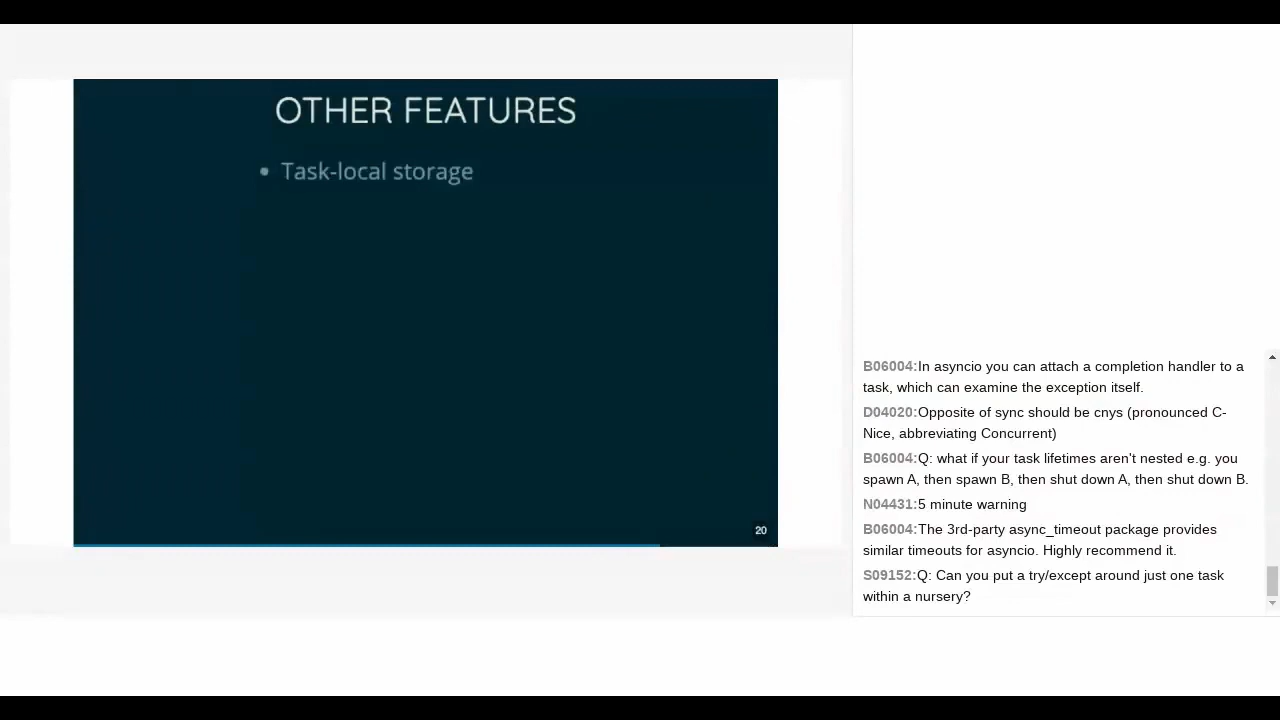 OTHER FEATURES
• Task-local storage
20
B06004:In asyncio you can attach a completion handler to a
task, which can examine the exception itself.
D04020:Opposite of sync should be cnys (pronounced C-
Nice, abbreviating Concurrent)
B06004:Q: what if your task lifetimes aren't nested e.g. you
spawn A, then spawn B, then shut down A, then shut down B.
N04431:5 minute warning
B06004:The 3rd-party async_timeout package provides
similar timeouts for asyncio. Highly recommend it.
S09152:Q: Can you put a try/except around just one task
within a nursery?